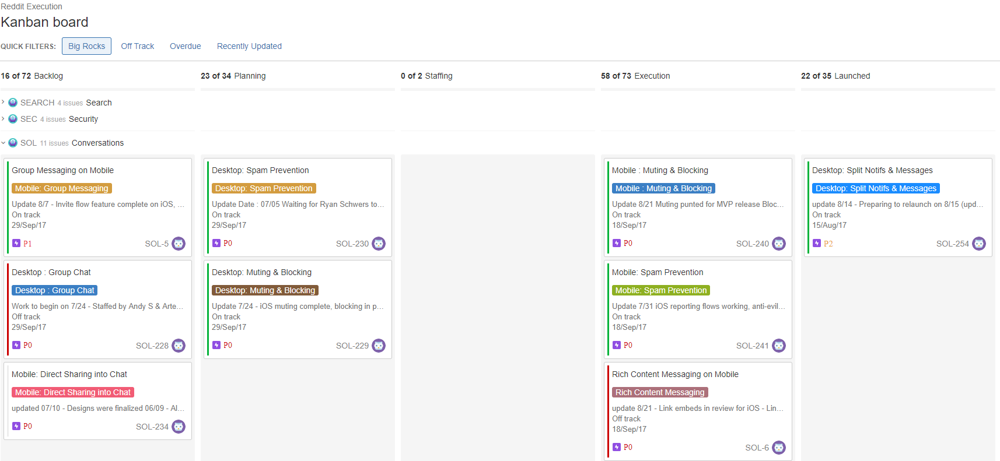 Reddit Execution
Kanban board
QUICK FILTERS: Big Rocks Off Track Overdue Recently Updated
16 of 72 Backlog
23 of 34 Planning
0 of 2 Staffing
58 of 73 Execution
22 of 35 Launched
SEARCH 4 issues Search
SEC 4 issues Security
SOL 11 issues Conversations
Group Messaging on Mobile
Mobile: Group Messaging
Update 8/7 - Invite flow feature complete on iOS, ...
On track
29/Sep/17
P1 SOL-5
Desktop : Group Chat
Desktop : Group Chat
Work to begin on 7/24 - Staffed by Andy S & Arte...
Off track
29/Sep/17
P0 SOL-228
Mobile: Direct Sharing into Chat
Mobile: Direct Sharing into Chat
updated 07/10 - Designs were finalized 06/09 - Al...
P0 SOL-234
Desktop: Spam Prevention
Desktop: Spam Prevention
Update Date : 07/05 Waiting for Ryan Schwers to...
On track
29/Sep/17
P0 SOL-230
Desktop: Muting & Blocking
Desktop: Muting & Blocking
Update 7/24 - iOS muting complete, blocking in p...
On track
29/Sep/17
P0 SOL-229
Mobile : Muting & Blocking
Mobile : Muting & Blocking
Update 8/21 Muting punted for MVP release Bloc...
On track
18/Sep/17
P0 SOL-240
Mobile: Spam Prevention
Mobile: Spam Prevention
Update 7/31 iOS reporting flows working, anti-evil...
On track
18/Sep/17
P0 SOL-241
Rich Content Messaging on Mobile
Rich Content Messaging
update 8/21 - Link embeds in review for iOS - Lin...
Off track
18/Sep/17
P0 SOL-6
Desktop: Split Notifs & Messages
Desktop: Split Notifs & Messages
update 8/14 - Preparing to relaunch on 8/15 (upd...
On track
15/Aug/17
P2 SOL-254